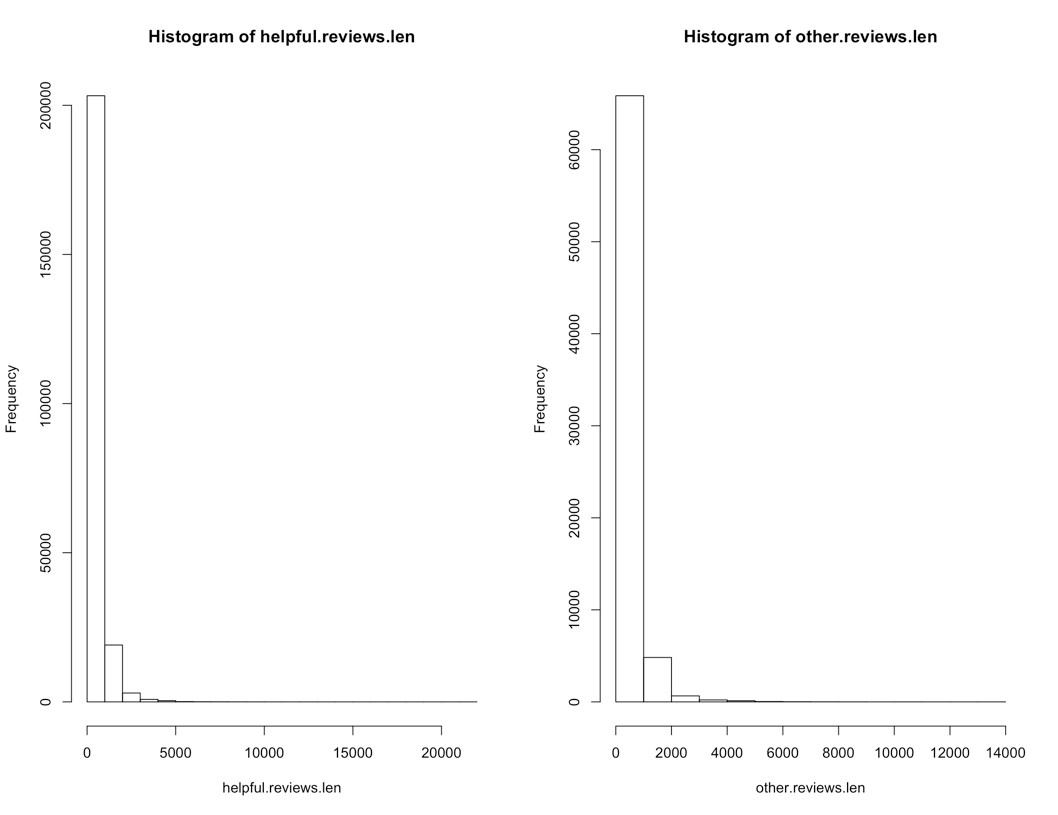 Histogram of helpful.reviews.len
Frequency
200000
150000
100000
50000
0
0 5000 10000 15000 20000
helpful.reviews.len
Histogram of other.reviews.len
Frequency
60000
50000
40000
30000
20000
10000
0
0 2000 4000 6000 8000 10000 12000 14000
other.reviews.len